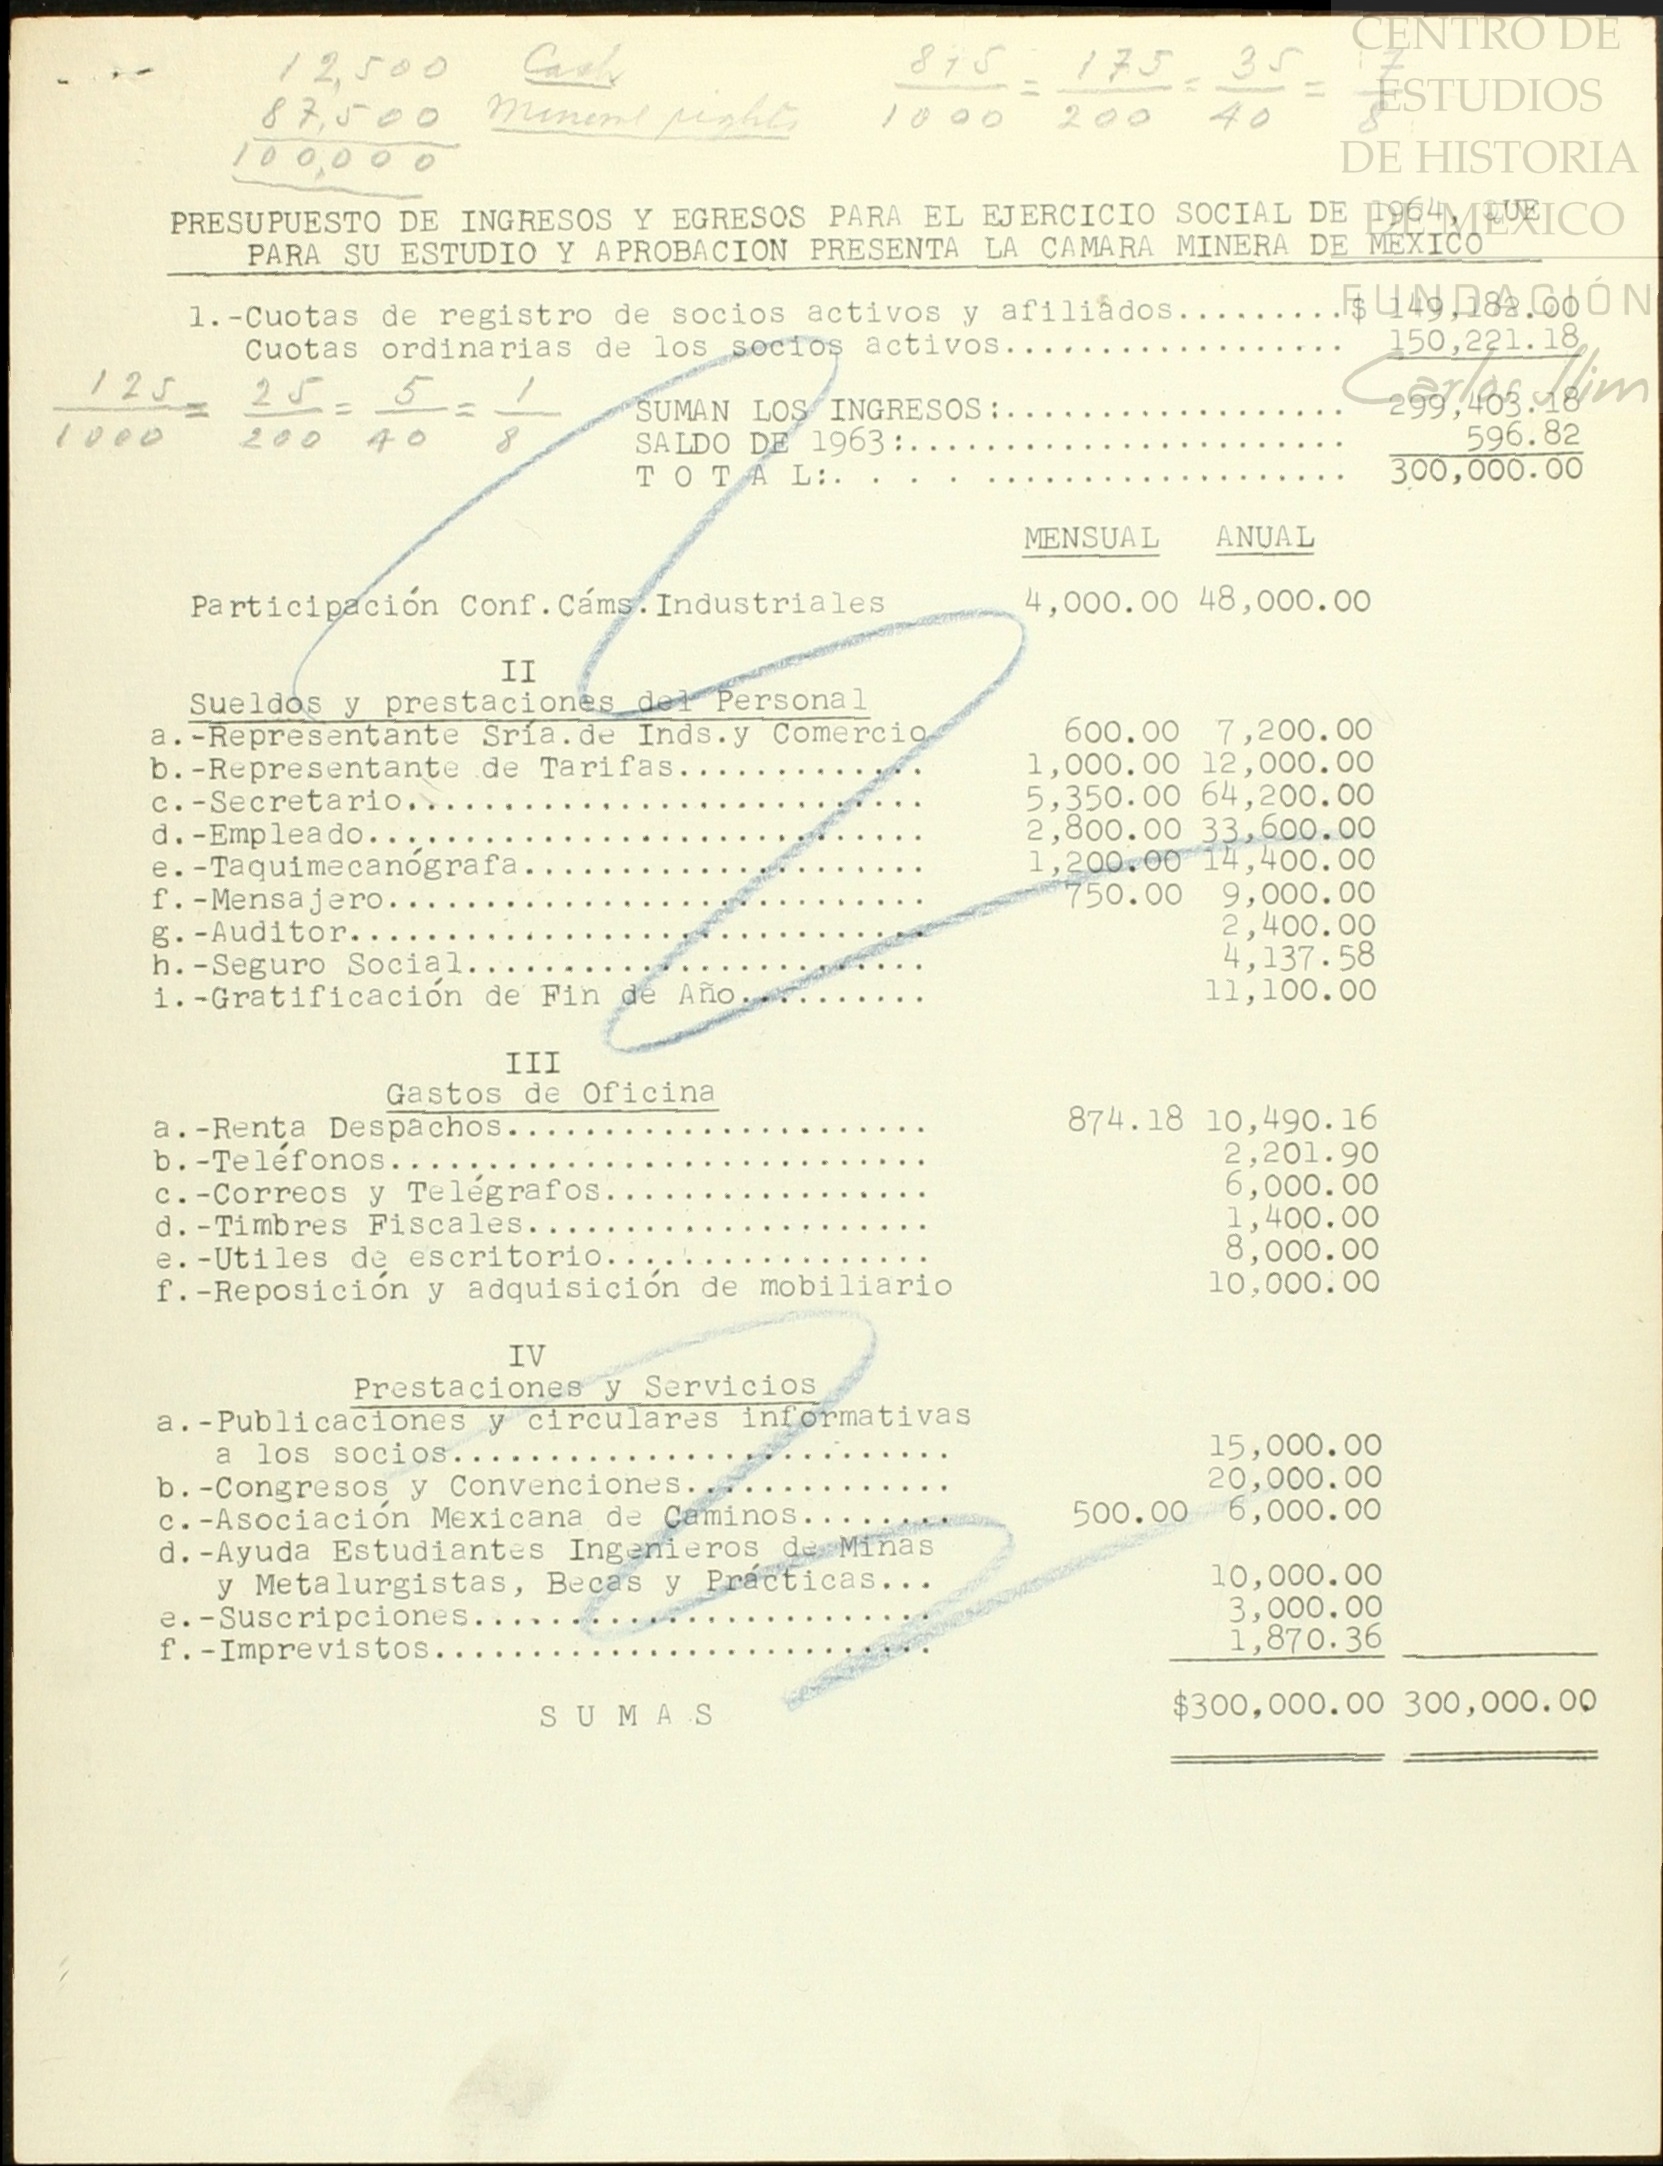 12,500 Cash
87,500 Mineral rights
100,000
875/1000 = 175/200 = 35/40 = 7/8
CENTRO DE
ESTUDIOS
DE HISTORIA
DE MÉXICO
FUNDACIÓN
Carlos Slim
PRESUPUESTO DE INGRESOS Y EGRESOS PARA EL EJERCICIO SOCIAL DE 1964, QUE
PARA SU ESTUDIO Y APROBACION PRESENTA LA CAMARA MINERA DE MEXICO
1.-Cuotas de registro de socios activos y afiliados.........$ 149,182.00
Cuotas ordinarias de los socios activos.................. 150,221.18
125/1000 = 25/200 = 5/40 = 1/8
SUMAN LOS INGRESOS:.................. 299,403.18
SALDO DE 1963:....................... 596.82
T O T A L:. . . . ................... 300,000.00
MENSUAL ANUAL
Participación Conf.Cáms.Industriales 4,000.00 48,000.00
II
Sueldos y prestaciones del Personal
a.-Representante Sría.de Inds.y Comercio 600.00 7,200.00
b.-Representante de Tarifas............. 1,000.00 12,000.00
c.-Secretario........................... 5,350.00 64,200.00
d.-Empleado............................. 2,800.00 33,600.00
e.-Taquimecanógrafa..................... 1,200.00 14,400.00
f.-Mensajero............................ 750.00 9,000.00
g.-Auditor.............................. 2,400.00
h.-Seguro Social........................ 4,137.58
i.-Gratificación de Fin de Año.......... 11,100.00
III
Gastos de Oficina
a.-Renta Despachos...................... 874.18 10,490.16
b.-Teléfonos............................ 2,201.90
c.-Correos y Telégrafos................. 6,000.00
d.-Timbres Fiscales..................... 1,400.00
e.-Utiles de escritorio................. 8,000.00
f.-Reposición y adquisición de mobiliario 10,000.00
IV
Prestaciones y Servicios
a.-Publicaciones y circulares informativas
a los socios.......................... 15,000.00
b.-Congresos y Convenciones.............. 20,000.00
c.-Asociación Mexicana de Caminos........ 500.00 6,000.00
d.-Ayuda Estudiantes Ingenieros de Minas
y Metalurgistas, Becas y Prácticas... 10,000.00
e.-Suscripciones........................ 3,000.00
f.-Imprevistos.......................... 1,870.36
S U M A S $300,000.00 300,000.00